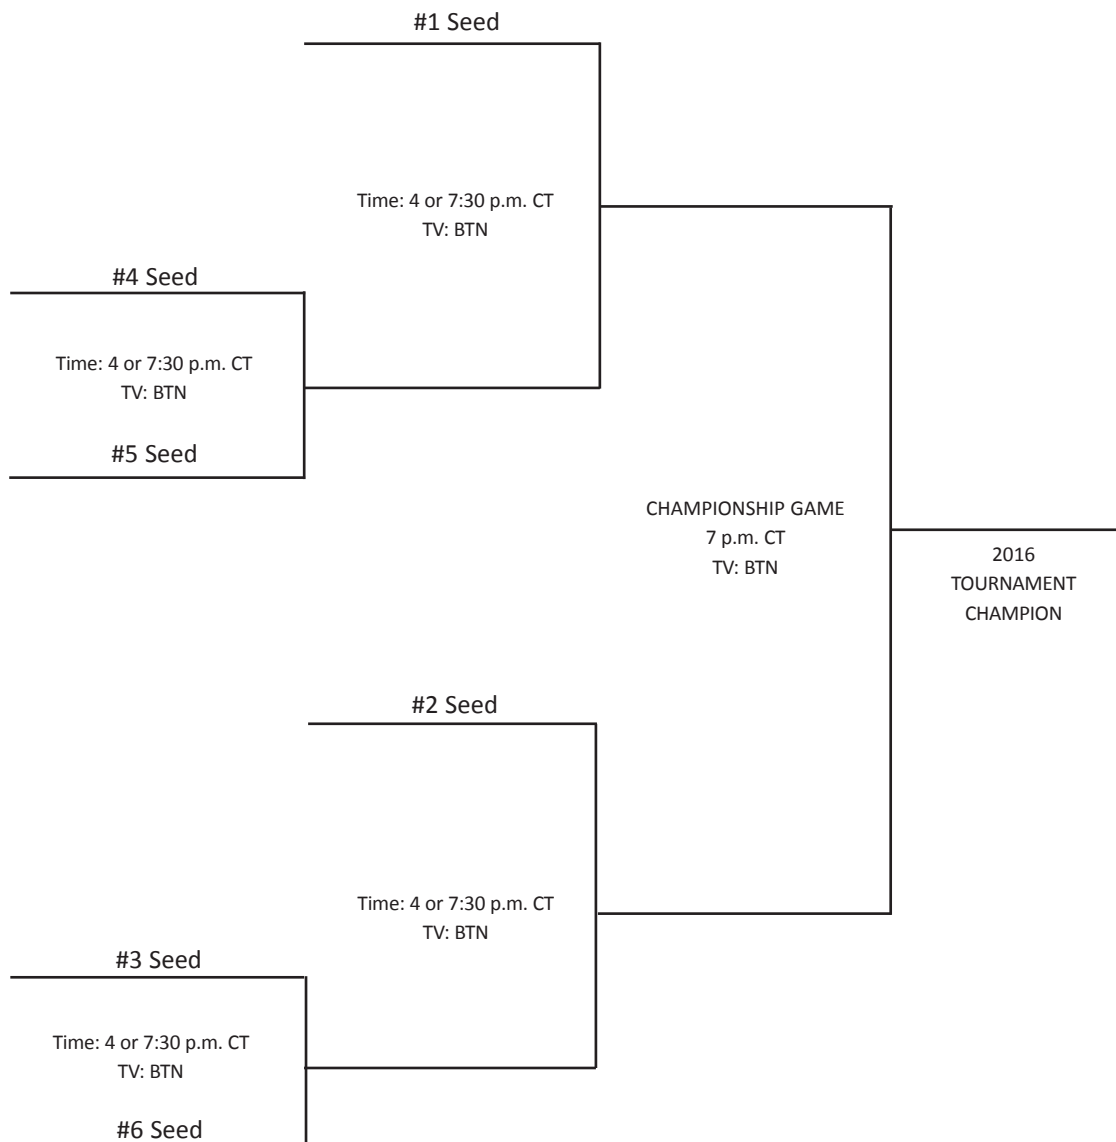 #1 Seed
Time: 4 or 7:30 p.m. CT
TV: BTN
#4 Seed
Time: 4 or 7:30 p.m. CT
TV: BTN
#5 Seed
CHAMPIONSHIP GAME
7 p.m. CT
TV: BTN
2016
TOURNAMENT
CHAMPION
#2 Seed
Time: 4 or 7:30 p.m. CT
TV: BTN
#3 Seed
Time: 4 or 7:30 p.m. CT
TV: BTN
#6 Seed